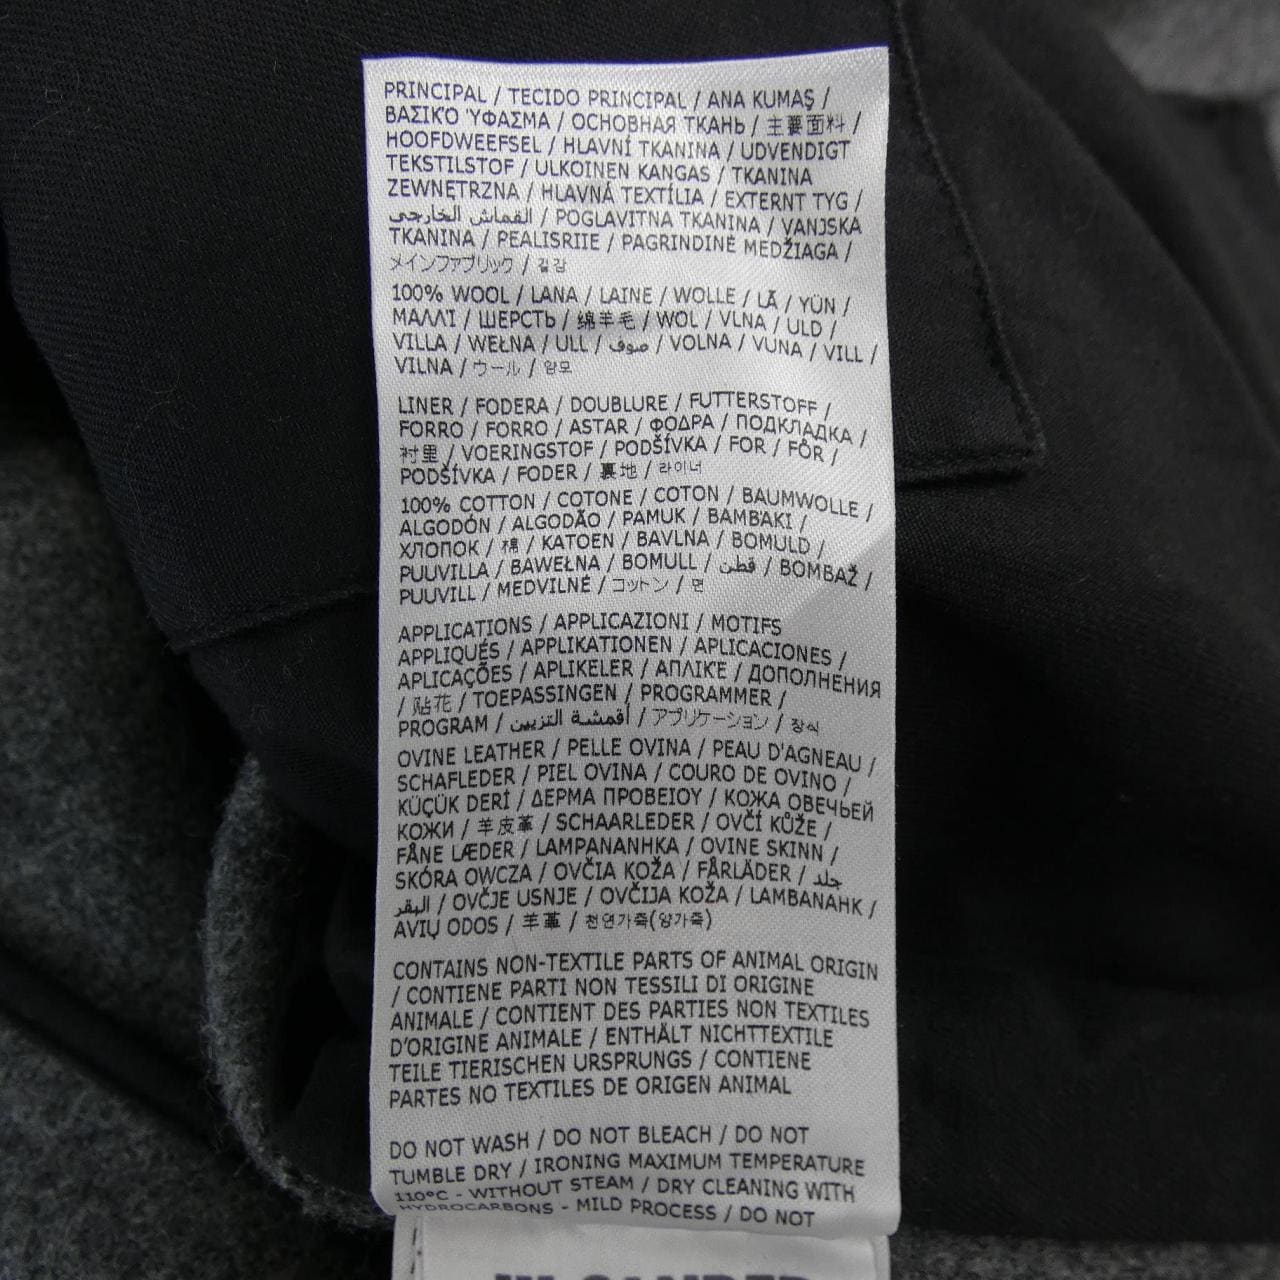 PRINCIPAL / TECIDO PRINCIPAL / ANA KUMAŞ /
ΒΑΣΙΚΌ ΎΦΑΣΜΑ / ОСНОВНАЯ ТКАНЬ / 主要面料 /
HOOFDWEEFSEL / HLAVNÍ TKANINA / UDVENDIGT
TEKSTILSTOF / ULKOINEN KANGAS / TKANINA
ZEWNĘTRZNA / HLAVNÁ TEXTÍLIA / EXTERNT TYG /
القماش الخارجي / POGLAVITNA TKANINA / VANJSKA
TKANINA / PEALISRIIE / PAGRINDINĖ MEDŽIAGA /
メインファブリック / 겉감
100% WOOL / LANA / LAINE / WOLLE / LÃ / YÜN /
ΜΑΛΛΊ / ШЕРСТЬ / 绵羊毛 / WOL / VLNA / ULD /
VILLA / WEŁNA / ULL / صوف / VOLNA / VUNA / VILL /
VILNA / ウール / 양모
LINER / FODERA / DOUBLURE / FUTTERSTOFF /
FORRO / FORRO / ASTAR / ΦΟΔΡΑ / ПОДКЛАДКА /
衬里 / VOERINGSTOF / PODŠÍVKA / FOR / FÔR /
PODŠÍVKA / FODER / 裏地 / 라이너
100% COTTON / COTONE / COTON / BAUMWOLLE /
ALGODÓN / ALGODÃO / PAMUK / ΒΑΜΒΆΚΙ /
ХЛОПОК / 棉 / KATOEN / BAVLNA / BOMULD /
PUUVILLA / BAWEŁNA / BOMULL / قطن / BOMBAŽ /
PUUVILL / MEDVILNĖ / コットン / 면
APPLICATIONS / APPLICAZIONI / MOTIFS
APPLIQUÉS / APPLIKATIONEN / APLICACIONES /
APLICAÇÕES / APLIKELER / ΑΠΛΙΚΕ / ДОПОЛНЕНИЯ
/ 贴花 / TOEPASSINGEN / PROGRAMMER /
PROGRAM / أقمشة التزيين / アプリケーション / 장식
OVINE LEATHER / PELLE OVINA / PEAU D'AGNEAU /
SCHAFLEDER / PIEL OVINA / COURO DE OVINO /
KÜÇÜK DERİ / ΔΕΡΜΑ ΠΡΟΒΕΙΟΥ / КОЖА ОВЕЧЬЕЙ
КОЖИ / 羊皮革 / SCHAARLEDER / OVČÍ KŮŽE /
FÅNE LÆDER / LAMPANANHKA / OVINE SKINN /
SKÓRA OWCZA / OVČIA KOŽA / FÅRLÄDER / جلد
البقر / OVČJE USNJE / OVČIJA KOŽA / LAMBANAHK /
AVIŲ ODOS / 羊革 / 천연가죽(양가죽)
CONTAINS NON-TEXTILE PARTS OF ANIMAL ORIGIN
/ CONTIENE PARTI NON TESSILI DI ORIGINE
ANIMALE / CONTIENT DES PARTIES NON TEXTILES
D'ORIGINE ANIMALE / ENTHÄLT NICHTTEXTILE
TEILE TIERISCHEN URSPRUNGS / CONTIENE
PARTES NO TEXTILES DE ORIGEN ANIMAL
DO NOT WASH / DO NOT BLEACH / DO NOT
TUMBLE DRY / IRONING MAXIMUM TEMPERATURE
110°C - WITHOUT STEAM / DRY CLEANING WITH
HYDROCARBONS - MILD PROCESS / DO NOT